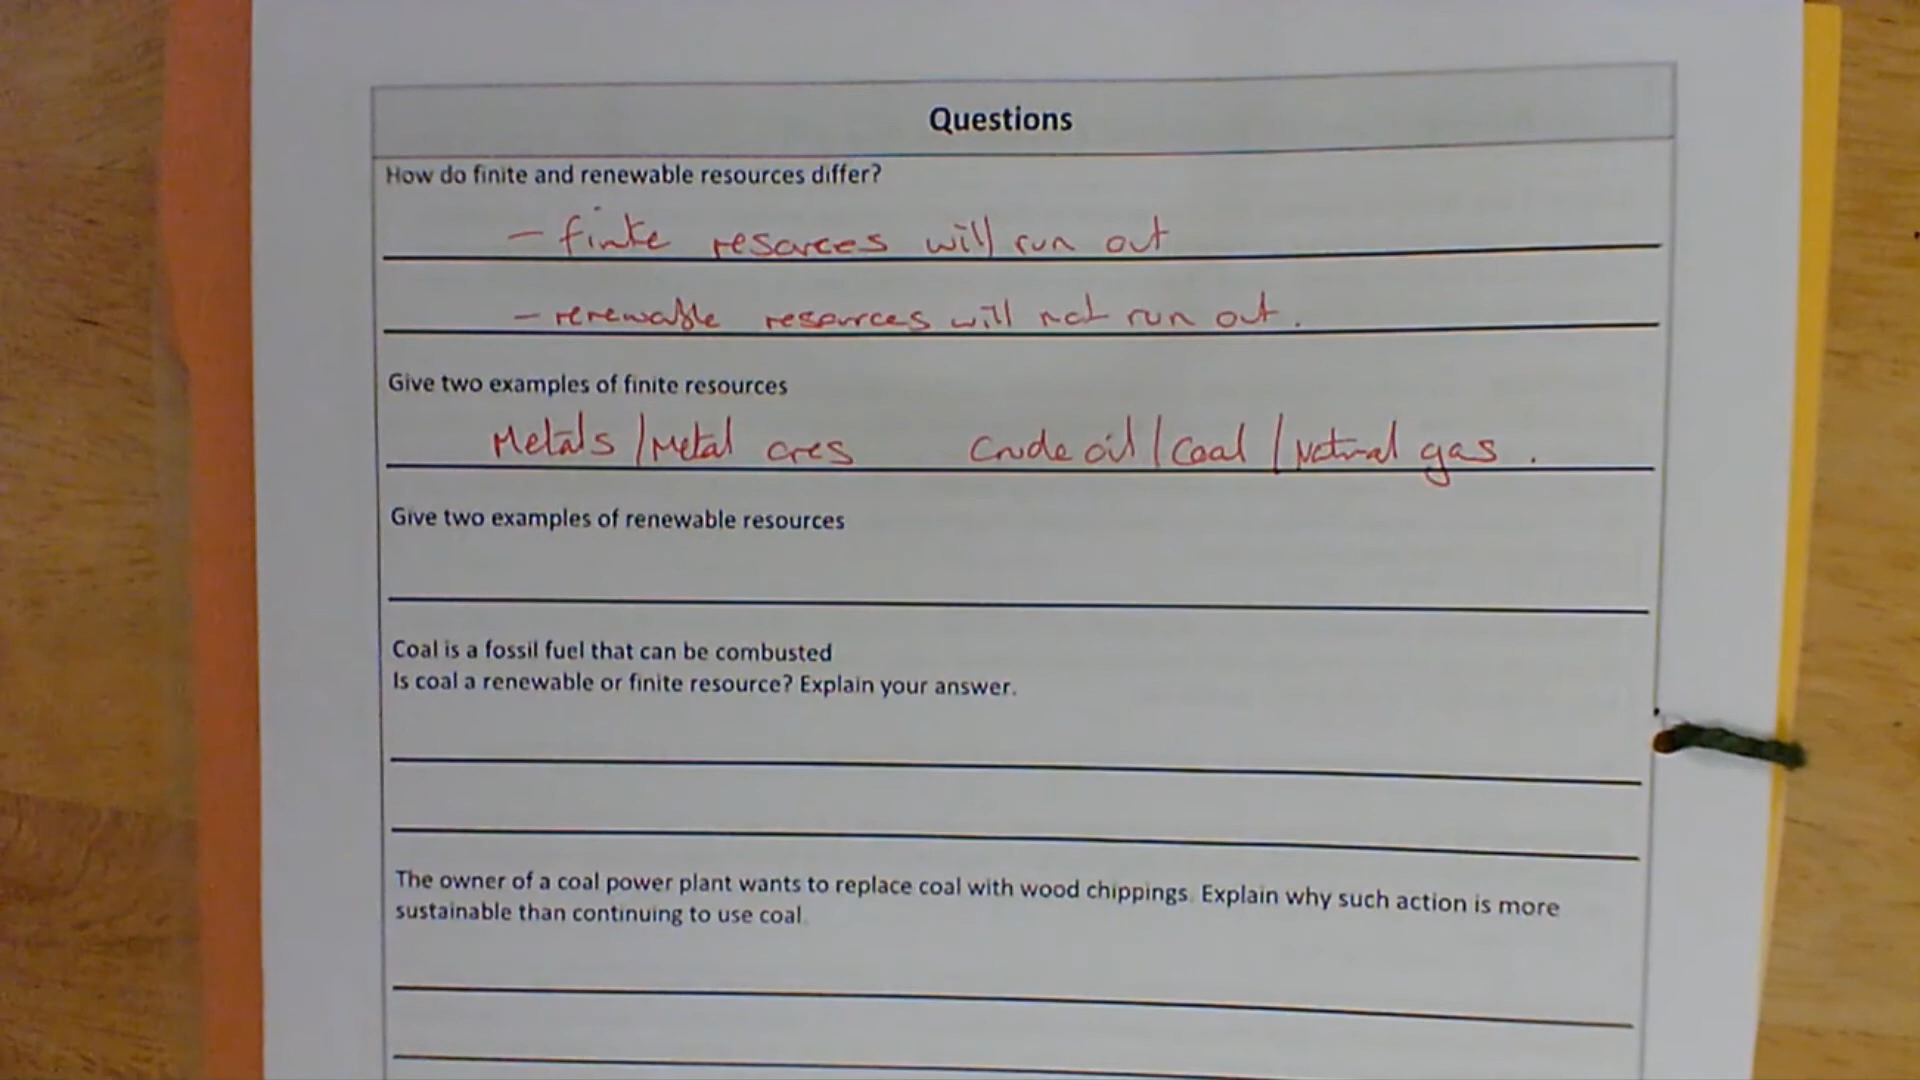 Questions
How do finite and renewable resources differ?
– finite resources will run out
– renewable resources will not run out.
Give two examples of finite resources
Metals / Metal ores Crude oil / Coal / Natural gas.
Give two examples of renewable resources
Coal is a fossil fuel that can be combusted
Is coal a renewable or finite resource? Explain your answer.
The owner of a coal power plant wants to replace coal with wood chippings. Explain why such action is more
sustainable than continuing to use coal.